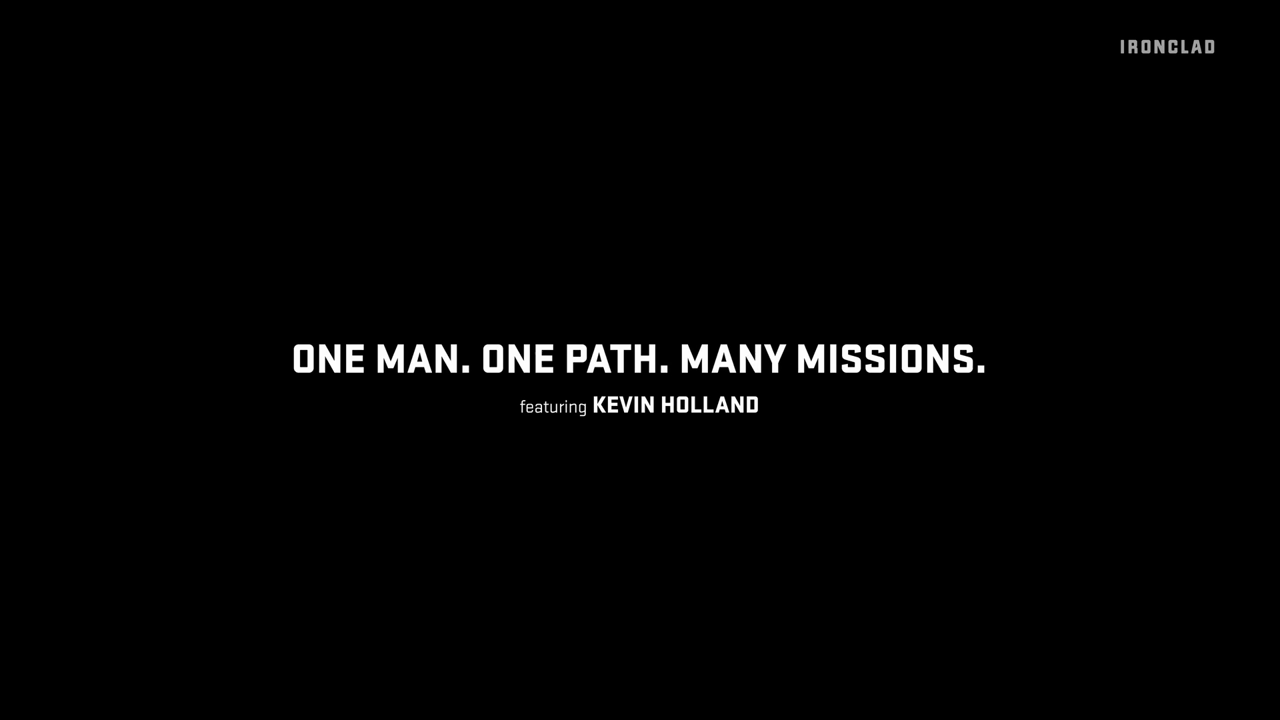 IRONCLAD
ONE MAN. ONE PATH. MANY MISSIONS.
featuring KEVIN HOLLAND